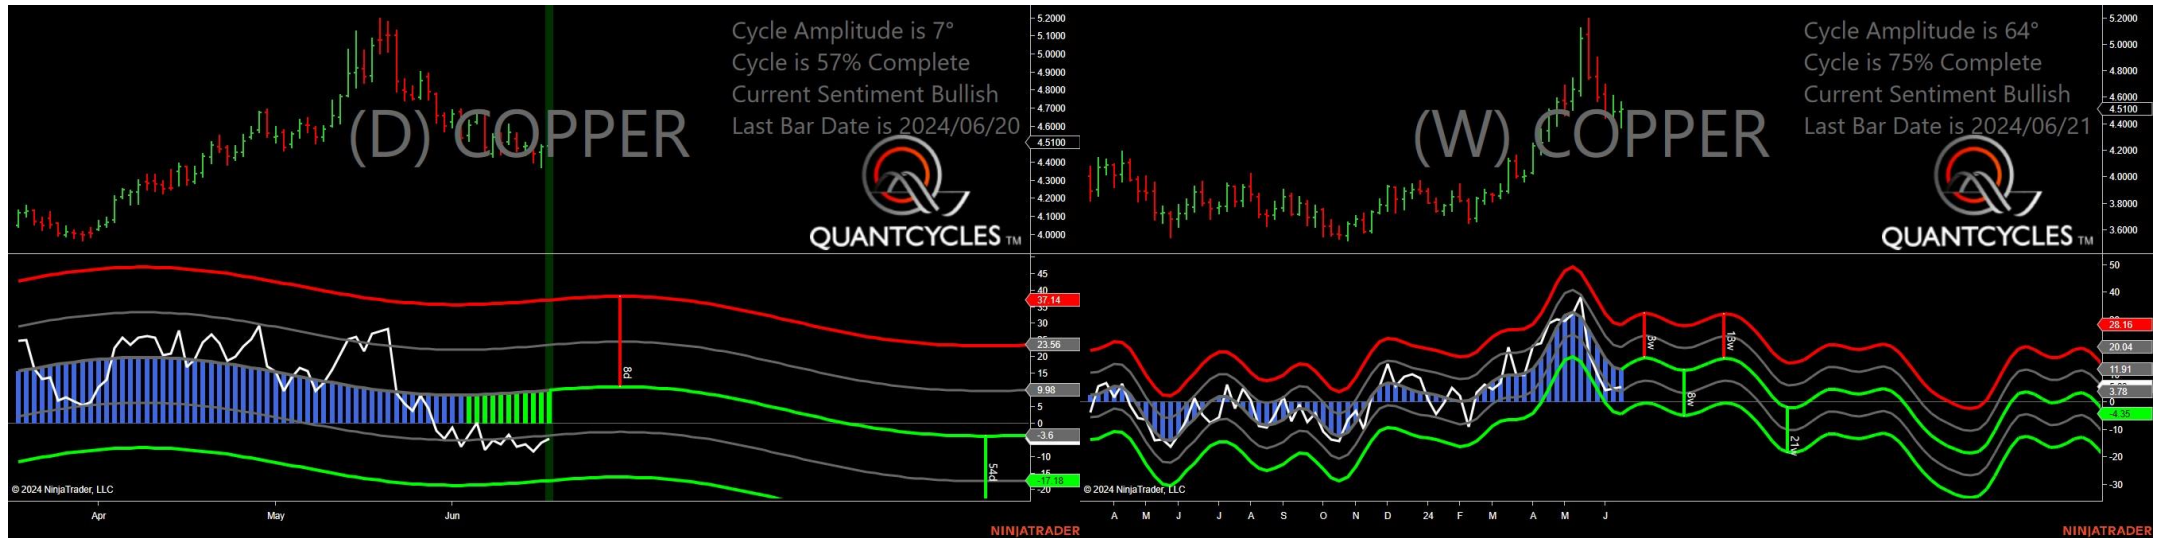 Cycle Amplitude is 7°
Cycle is 57% Complete
Current Sentiment Bullish
Last Bar Date is 2024/06/20
(D) COPPER
QUANTCYCLES TM
5.2000
5.1000
5.0000
4.9000
4.8000
4.7000
4.6000
4.5100
4.4000
4.3000
4.2000
4.1000
4.0000
45
37.14
35
30
23.56
20
15
9.98
5
0
-3.6
-10
-15
-17.18
-20
8d
54d
© 2024 NinjaTrader, LLC
Apr
May
Jun
NINJATRADER
Cycle Amplitude is 64°
Cycle is 75% Complete
Current Sentiment Bullish
Last Bar Date is 2024/06/21
(W) COPPER
QUANTCYCLES TM
5.2000
5.0000
4.8000
4.6000
4.5100
4.4000
4.2000
4.0000
3.8000
3.6000
50
40
28.16
20.04
11.91
3.78
0
-4.35
-10
-20
-30
8w
21w
© 2024 NinjaTrader, LLC
A M J J A S O N D 24 F M A M J
NINJATRADER